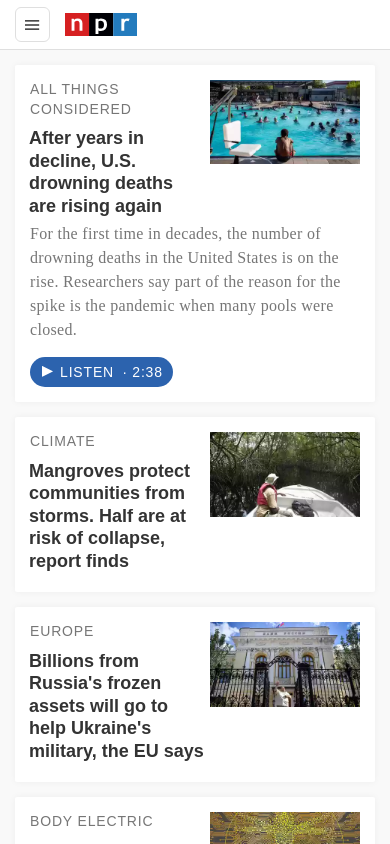 npr
ALL THINGS
CONSIDERED
After years in
decline, U.S.
drowning deaths
are rising again
For the first time in decades, the number of
drowning deaths in the United States is on the
rise. Researchers say part of the reason for the
spike is the pandemic when many pools were
closed.
LISTEN · 2:38
CLIMATE
Mangroves protect
communities from
storms. Half are at
risk of collapse,
report finds
EUROPE
Billions from
Russia's frozen
assets will go to
help Ukraine's
military, the EU says
BODY ELECTRIC